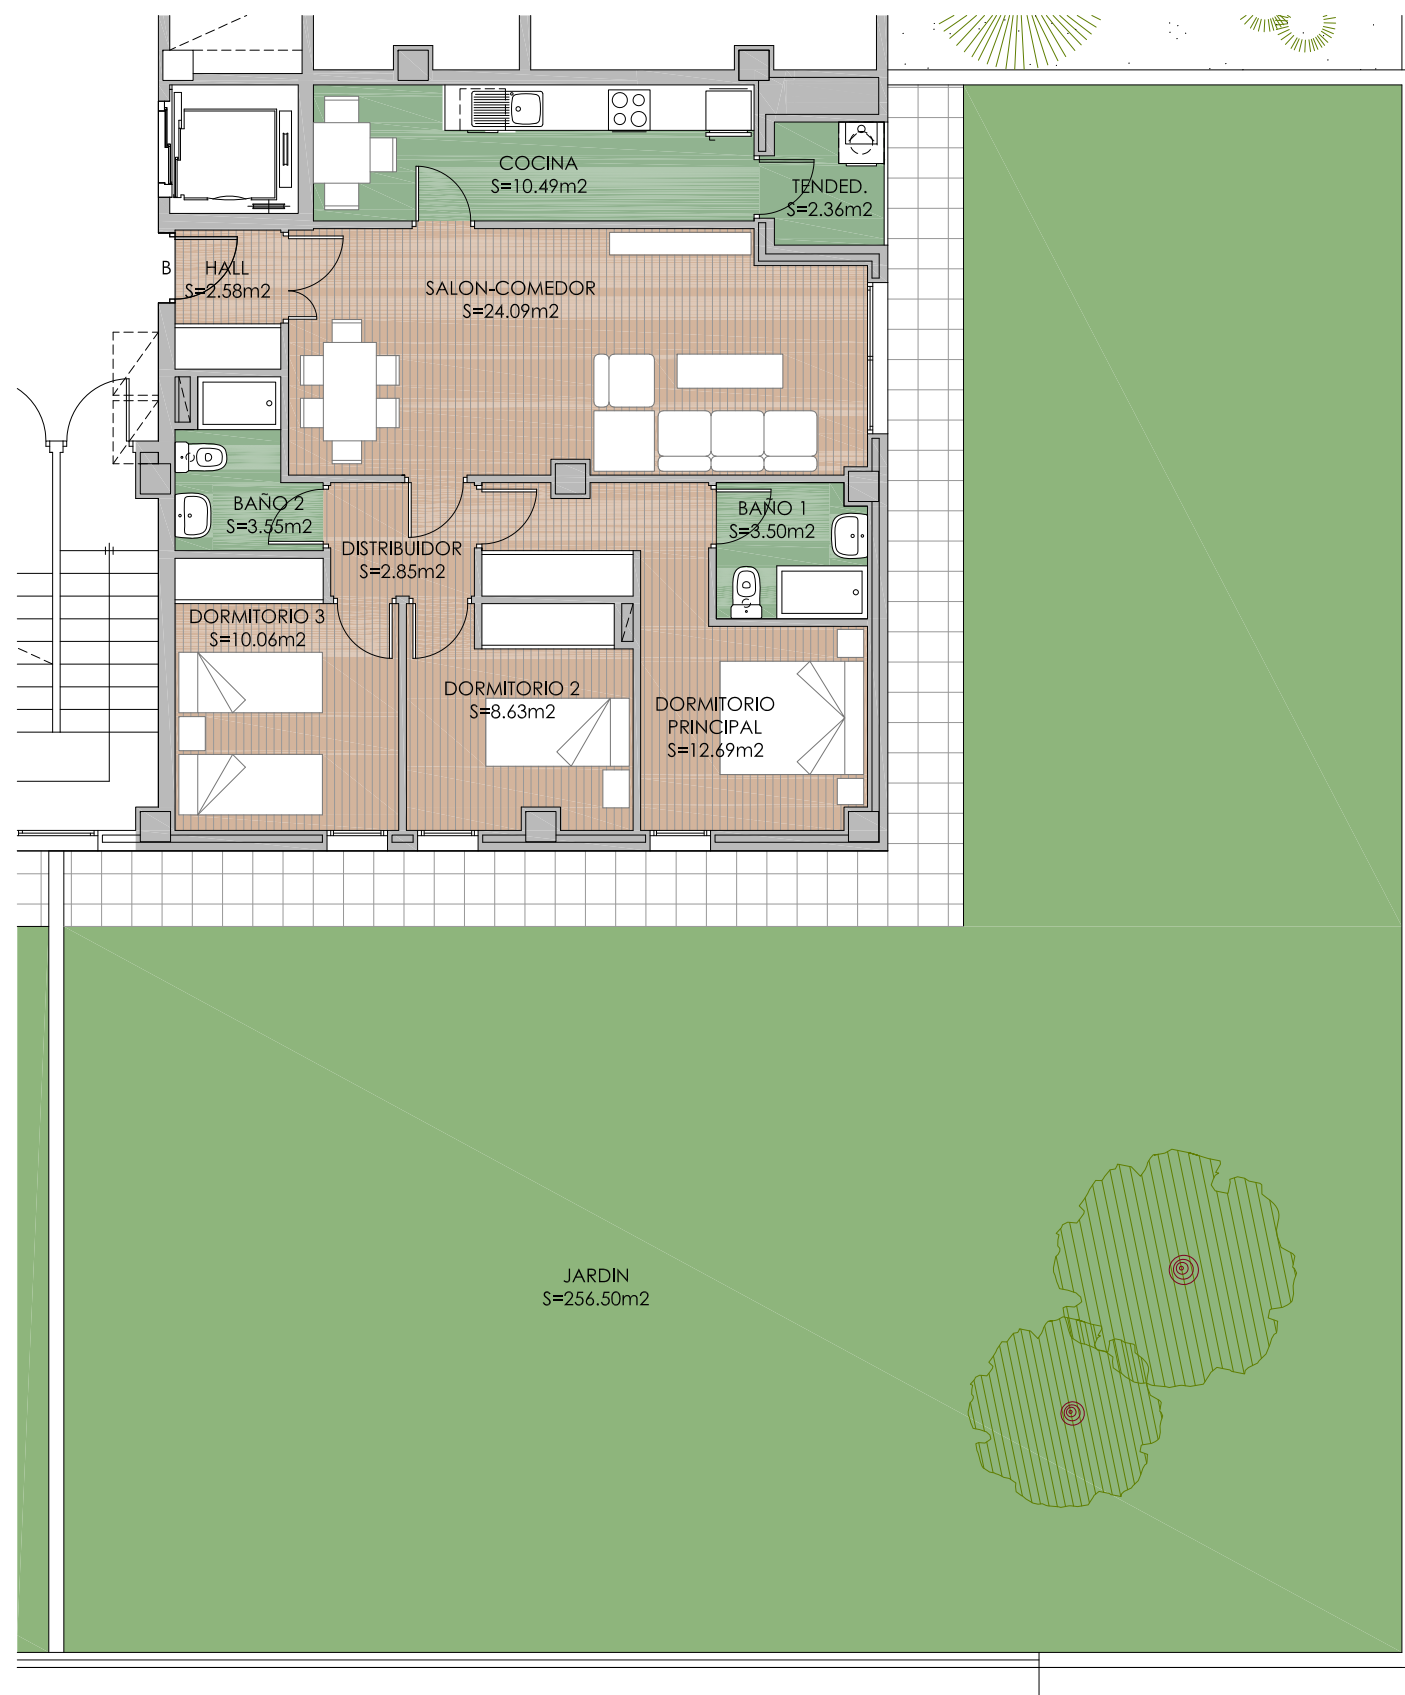 COCINA
S=10.49m2
TENDED.
S=2.36m2
B
HALL
S=2.58m2
SALON-COMEDOR
S=24.09m2
BAÑO 2
S=3.55m2
BAÑO 1
S=3.50m2
DISTRIBUIDOR
S=2.85m2
DORMITORIO 3
S=10.06m2
DORMITORIO 2
S=8.63m2
DORMITORIO
PRINCIPAL
S=12.69m2
JARDIN
S=256.50m2